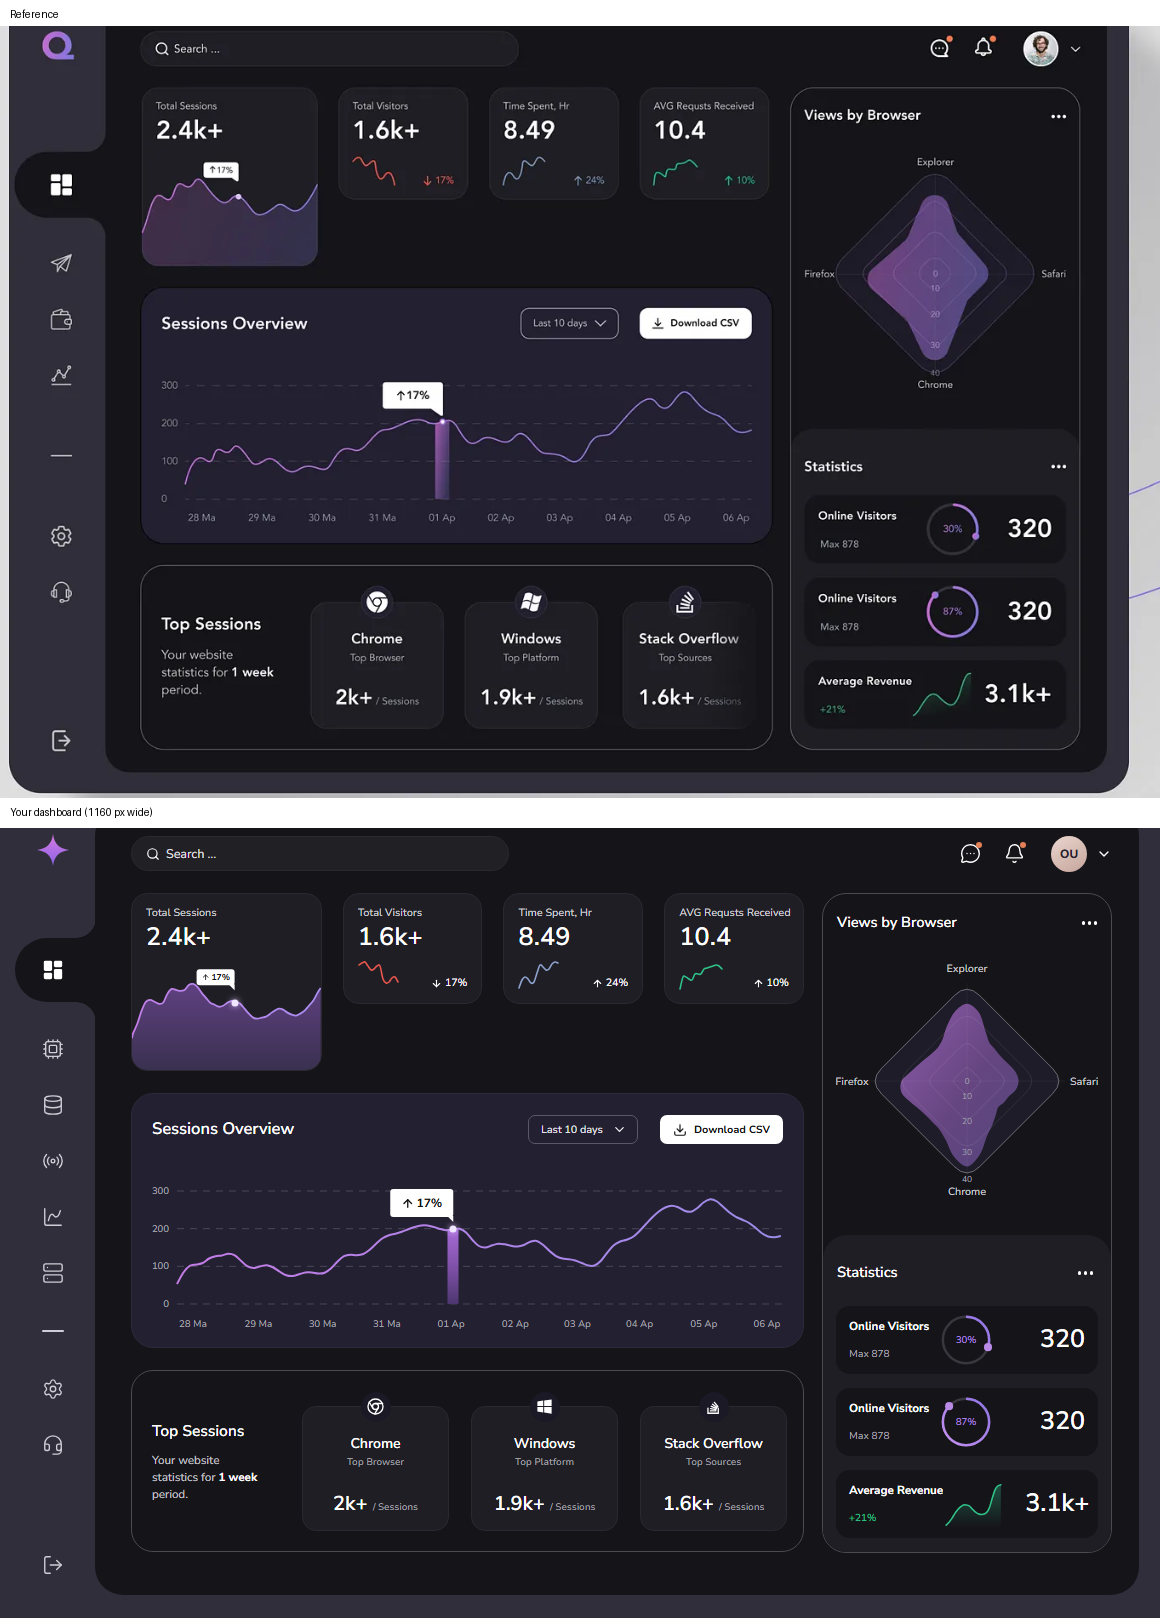 Reference
Q
Search ...
Total Sessions
2.4k+
↑17%
Total Visitors
1.6k+
↓ 17%
Time Spent, Hr
8.49
↑ 24%
AVG Requsts Received
10.4
↑ 10%
Views by Browser
Explorer
Firefox
Safari
0
10
20
30
40
Chrome
Sessions Overview
Last 10 days
Download CSV
↑17%
300
200
100
0
28 Ma
29 Ma
30 Ma
31 Ma
01 Ap
02 Ap
03 Ap
04 Ap
05 Ap
06 Ap
Statistics
Online Visitors
Max 878
30%
320
Online Visitors
Max 878
87%
320
Average Revenue
+21%
3.1k+
Top Sessions
Your website
statistics for 1 week
period.
Chrome
Top Browser
2k+ / Sessions
Windows
Top Platform
1.9k+ / Sessions
Stack Overflow
Top Sources
1.6k+ / Sessions
Your dashboard (1160 px wide)
Search ...
OU
Total Sessions
2.4k+
↑ 17%
Total Visitors
1.6k+
↓ 17%
Time Spent, Hr
8.49
↑ 24%
AVG Requsts Received
10.4
↑ 10%
Views by Browser
Explorer
Firefox
Safari
0
10
20
30
40
Chrome
Sessions Overview
Last 10 days
Download CSV
↑ 17%
300
200
100
0
28 Ma
29 Ma
30 Ma
31 Ma
01 Ap
02 Ap
03 Ap
04 Ap
05 Ap
06 Ap
Statistics
Online Visitors
Max 878
30%
320
Online Visitors
Max 878
87%
320
Average Revenue
+21%
3.1k+
Top Sessions
Your website
statistics for 1 week
period.
Chrome
Top Browser
2k+ / Sessions
Windows
Top Platform
1.9k+ / Sessions
Stack Overflow
Top Sources
1.6k+ / Sessions